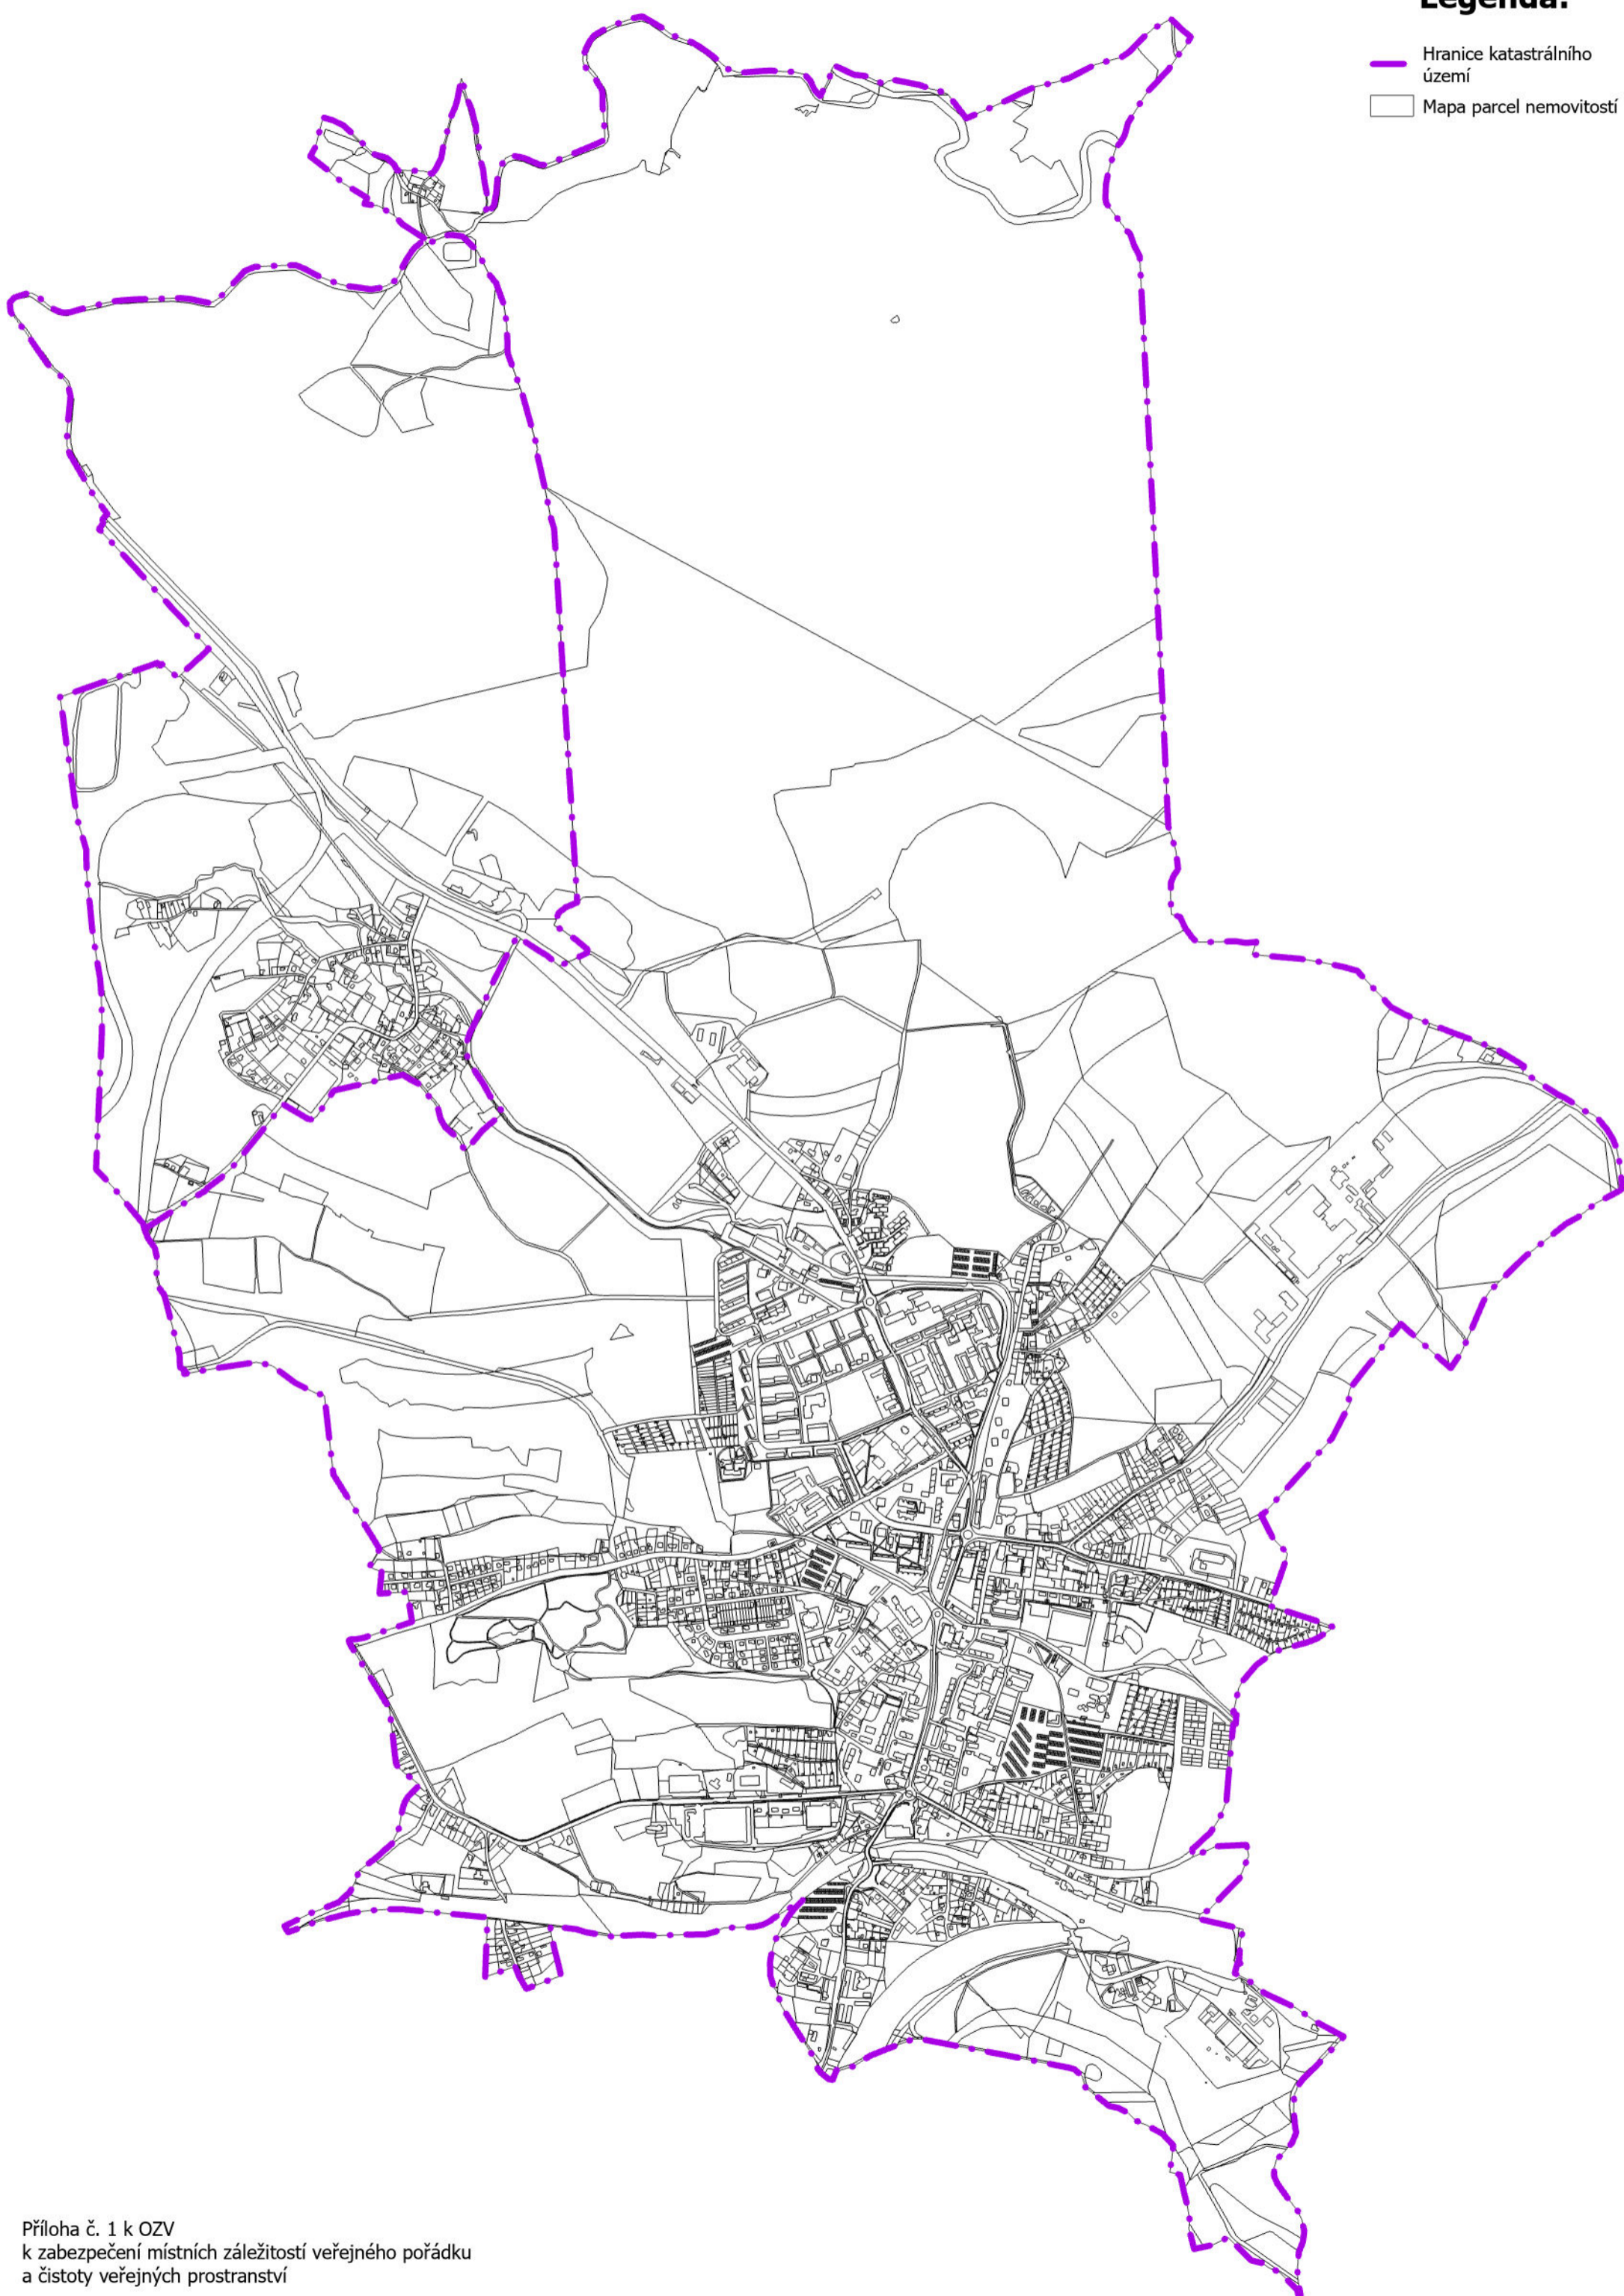 Legenda:
Hranice katastrálního
území
Mapa parcel nemovitostí
Příloha č. 1 k OZV
k zabezpečení místních záležitostí veřejného pořádku
a čistoty veřejných prostranství